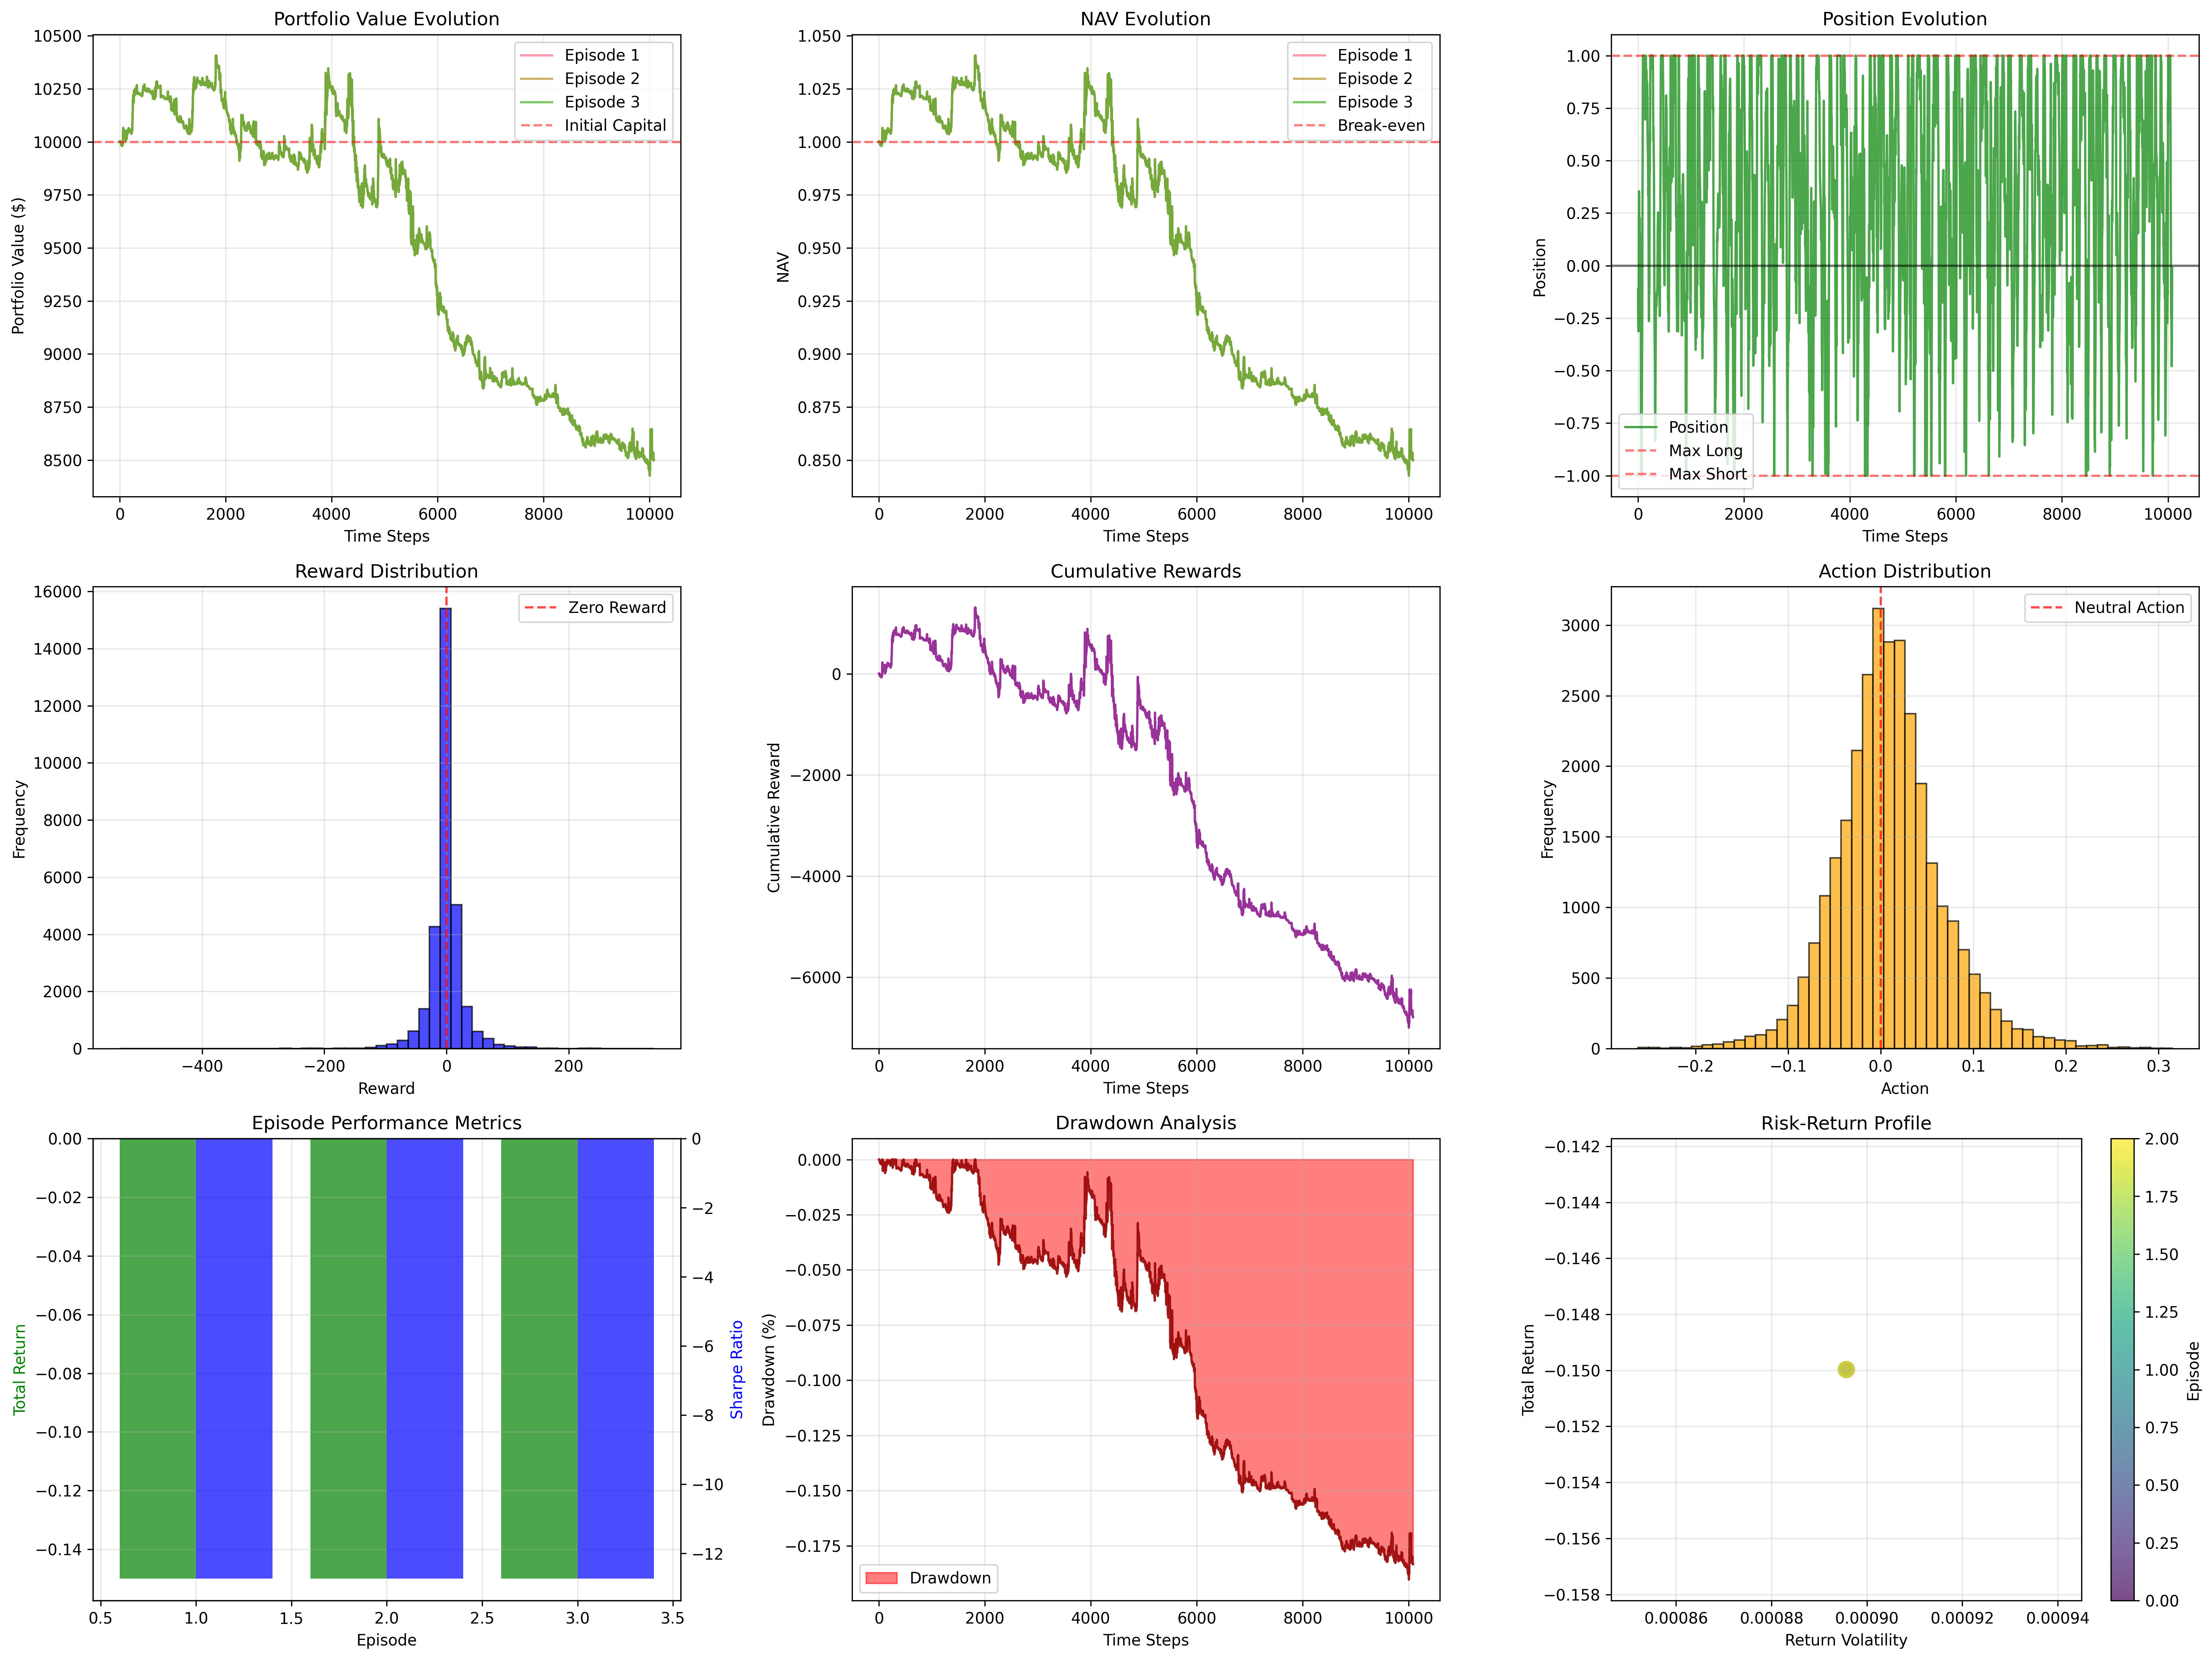 Portfolio Value Evolution
Portfolio Value ($)
10500
10250
10000
9750
9500
9250
9000
8750
8500
Episode 1
Episode 2
Episode 3
Initial Capital
0 2000 4000 6000 8000 10000
Time Steps
NAV Evolution
NAV
1.050
1.025
1.000
0.975
0.950
0.925
0.900
0.875
0.850
Episode 1
Episode 2
Episode 3
Break-even
0 2000 4000 6000 8000 10000
Time Steps
Position Evolution
Position
1.00
0.75
0.50
0.25
0.00
−0.25
−0.50
−0.75
−1.00
Position
Max Long
Max Short
0 2000 4000 6000 8000 10000
Time Steps
Reward Distribution
Frequency
16000
14000
12000
10000
8000
6000
4000
2000
0
Zero Reward
−400 −200 0 200
Reward
Cumulative Rewards
Cumulative Reward
0
−2000
−4000
−6000
0 2000 4000 6000 8000 10000
Time Steps
Action Distribution
Frequency
3000
2500
2000
1500
1000
500
0
Neutral Action
−0.2 −0.1 0.0 0.1 0.2 0.3
Action
Episode Performance Metrics
Total Return
0.00
−0.02
−0.04
−0.06
−0.08
−0.10
−0.12
−0.14
0
−2
−4
−6
−8
−10
−12
Sharpe Ratio
0.5 1.0 1.5 2.0 2.5 3.0 3.5
Episode
Drawdown Analysis
Drawdown (%)
0.000
−0.025
−0.050
−0.075
−0.100
−0.125
−0.150
−0.175
Drawdown
0 2000 4000 6000 8000 10000
Time Steps
Risk-Return Profile
Total Return
−0.142
−0.144
−0.146
−0.148
−0.150
−0.152
−0.154
−0.156
−0.158
0.00086 0.00088 0.00090 0.00092 0.00094
Return Volatility
2.00
1.75
1.50
1.25
1.00
0.75
0.50
0.25
0.00
Episode